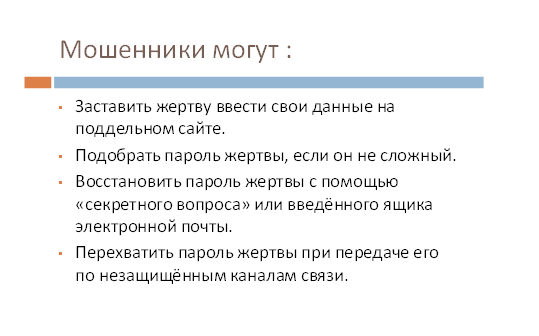 Мошенники могут :
Заставить жертву ввести свои данные на
поддельном сайте.
Подобрать пароль жертвы, если он не сложный.
Восстановить пароль жертвы с помощью
«секретного вопроса» или введённого ящика
электронной почты.
Перехватить пароль жертвы при передаче его
по незащищённым каналам связи.